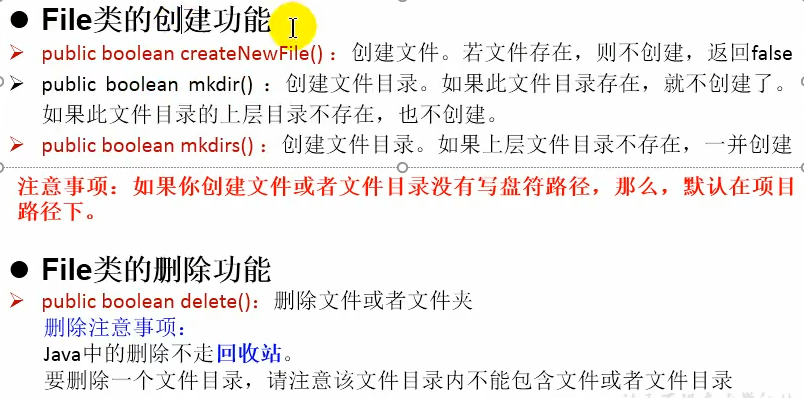 ● File类的创建功能
➢ public boolean createNewFile() ：创建文件。若文件存在，则不创建，返回false
➢ public boolean mkdir() ：创建文件目录。如果此文件目录存在，就不创建了。
如果此文件目录的上层目录不存在，也不创建。
➢ public boolean mkdirs() ：创建文件目录。如果上层文件目录不存在，一并创建
注意事项：如果你创建文件或者文件目录没有写盘符路径，那么，默认在项目
路径下。
● File类的删除功能
➢ public boolean delete()：删除文件或者文件夹
删除注意事项：
Java中的删除不走回收站。
要删除一个文件目录，请注意该文件目录内不能包含文件或者文件目录